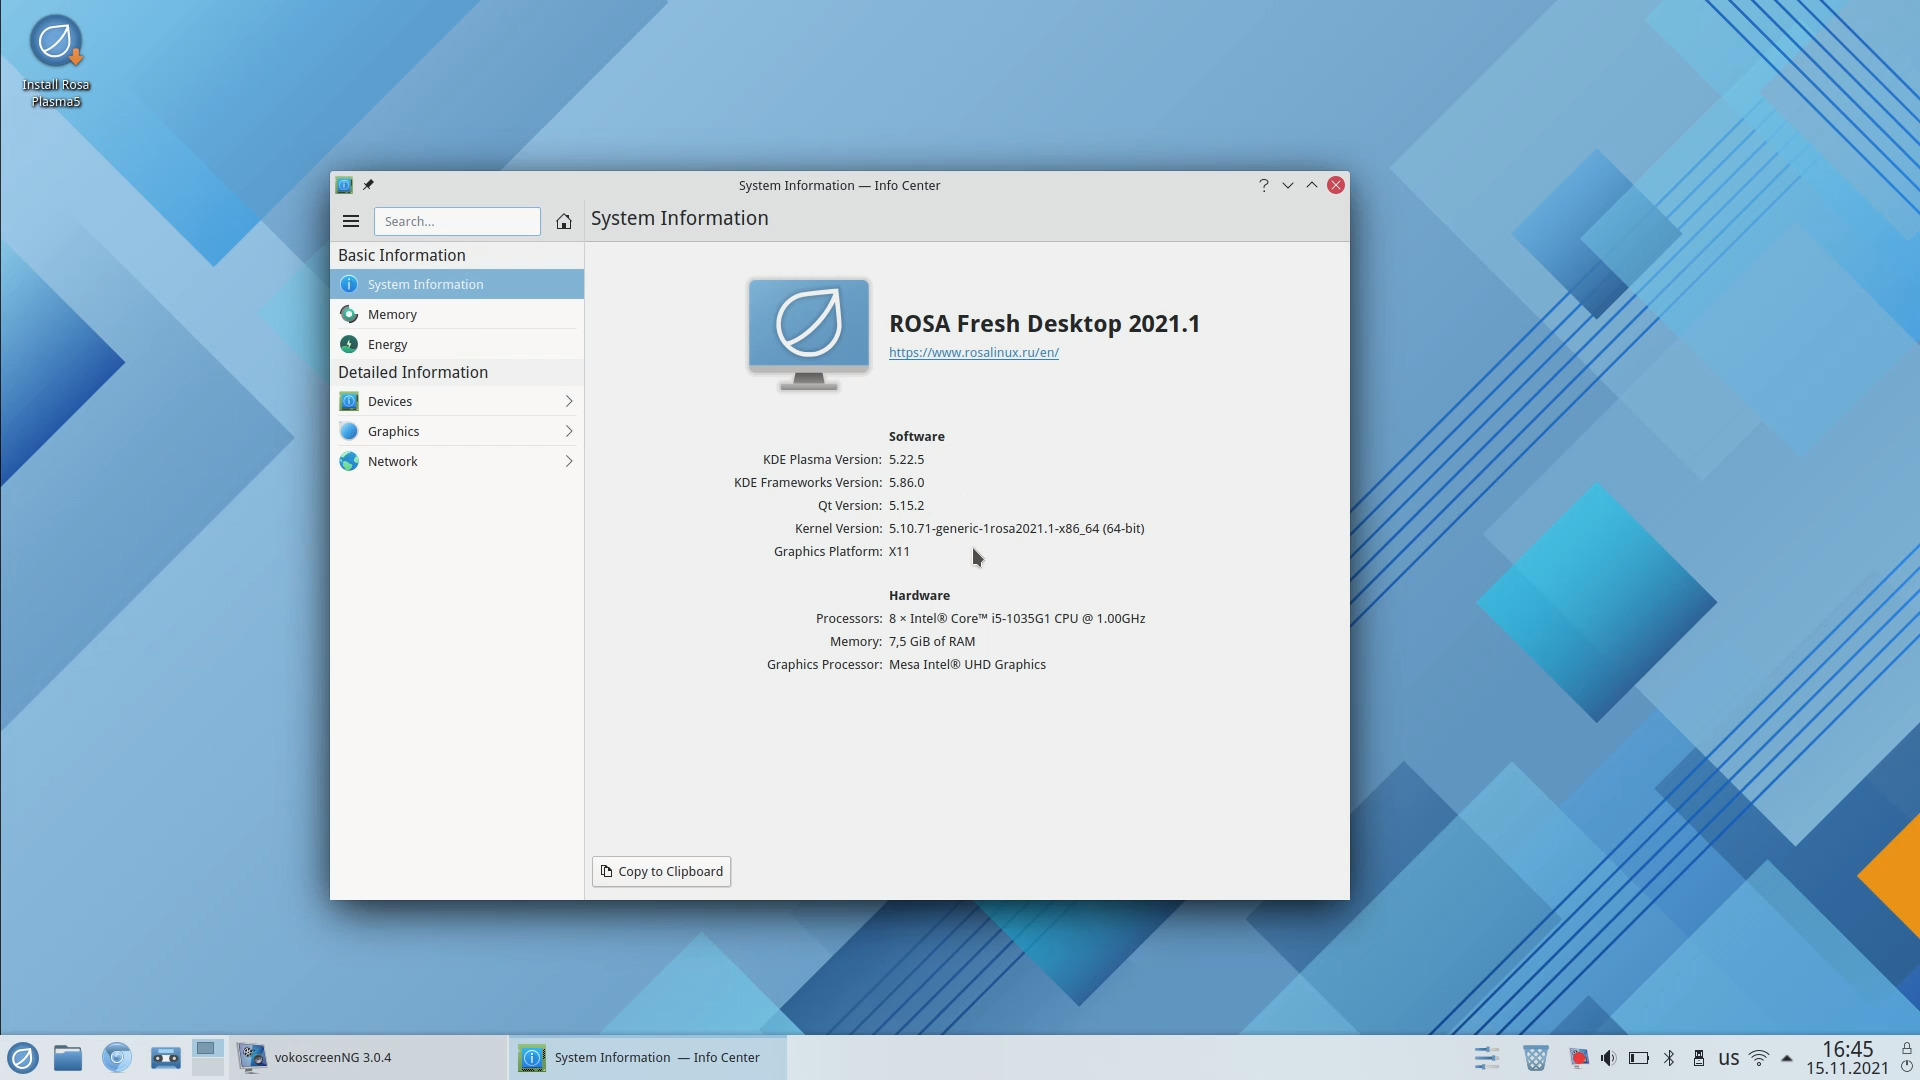 Install Rosa
Plasma5
System Information — Info Center
?
Search...
System Information
Basic Information
System Information
Memory
Energy
Detailed Information
Devices
Graphics
Network
ROSA Fresh Desktop 2021.1
https://www.rosalinux.ru/en/
Software
KDE Plasma Version: 5.22.5
KDE Frameworks Version: 5.86.0
Qt Version: 5.15.2
Kernel Version: 5.10.71-generic-1rosa2021.1-x86_64 (64-bit)
Graphics Platform: X11
Hardware
Processors: 8 × Intel® Core™ i5-1035G1 CPU @ 1.00GHz
Memory: 7,5 GiB of RAM
Graphics Processor: Mesa Intel® UHD Graphics
Copy to Clipboard
vokoscreenNG 3.0.4
System Information — Info Center
us
16:45
15.11.2021